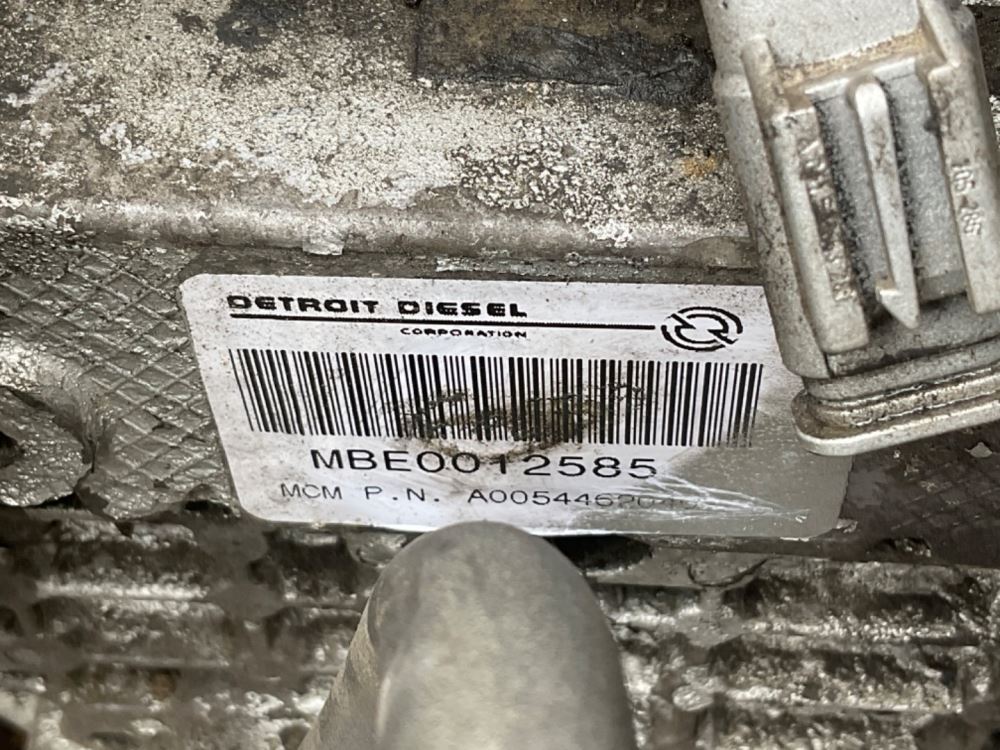 DETROIT DIESEL
CORPORATION
MBE0012585
MCM P.N.